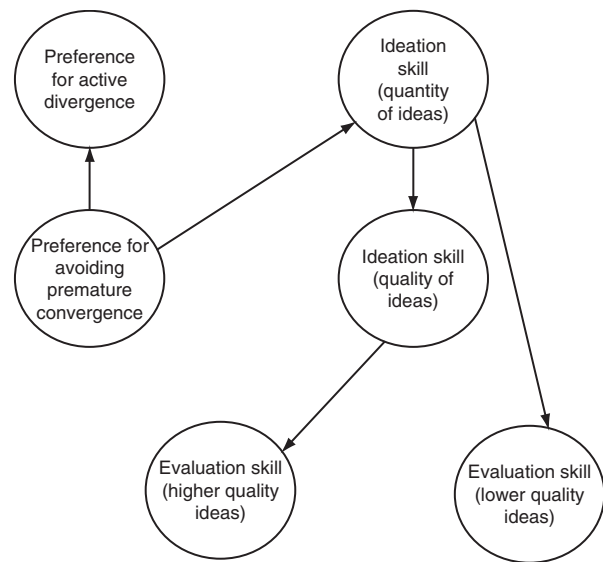 Preference
for active
divergence
Ideation
skill
(quantity
of ideas)
Preference for
avoiding
premature
convergence
Ideation skill
(quality of
ideas)
Evaluation skill
(higher quality
ideas)
Evaluation skill
(lower quality
ideas)